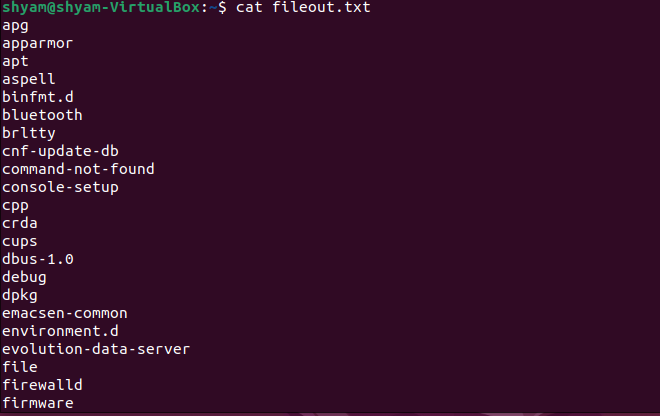 shyam@shyam-VirtualBox:~$ cat fileout.txt
apg
apparmor
apt
aspell
binfmt.d
bluetooth
brltty
cnf-update-db
command-not-found
console-setup
cpp
crda
cups
dbus-1.0
debug
dpkg
emacsen-common
environment.d
evolution-data-server
file
firewalld
firmware